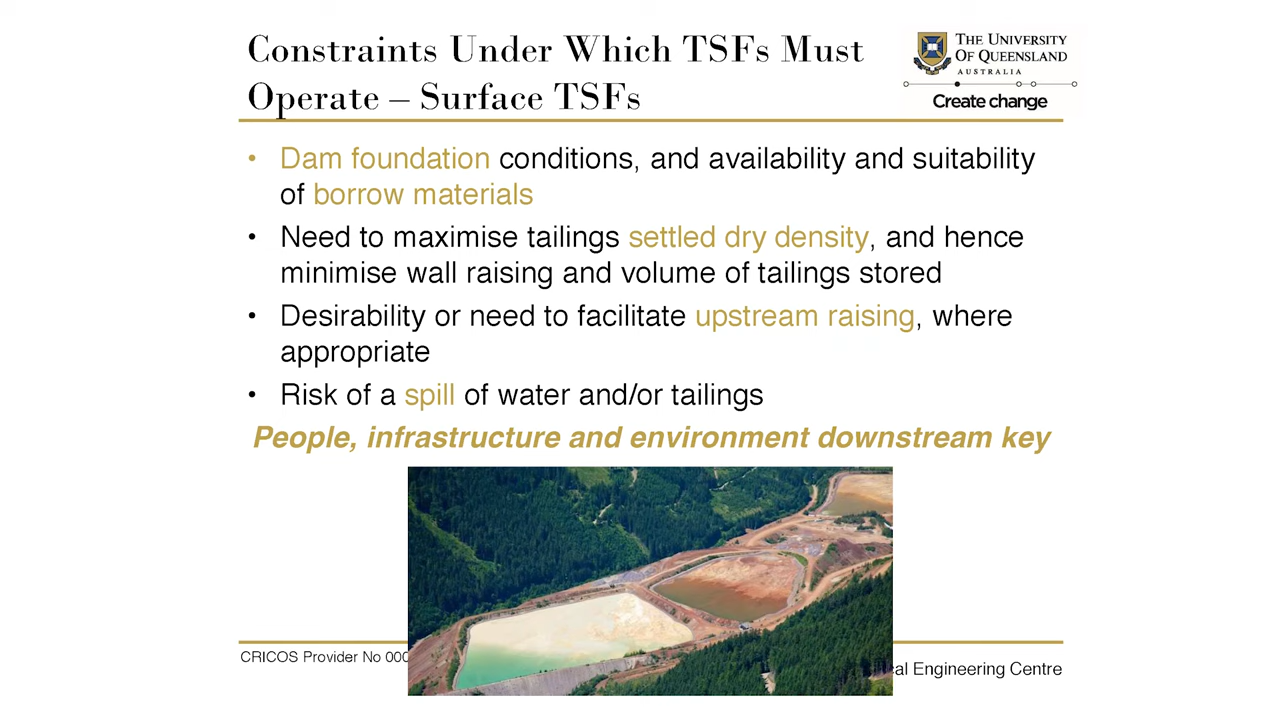 Constraints Under Which TSFs Must
Operate – Surface TSFs
THE UNIVERSITY
OF QUEENSLAND
AUSTRALIA
Create change
• Dam foundation conditions, and availability and suitability
of borrow materials
• Need to maximise tailings settled dry density, and hence
minimise wall raising and volume of tailings stored
• Desirability or need to facilitate upstream raising, where
appropriate
• Risk of a spill of water and/or tailings
People, infrastructure and environment downstream key
CRICOS Provider No
Engineering Centre